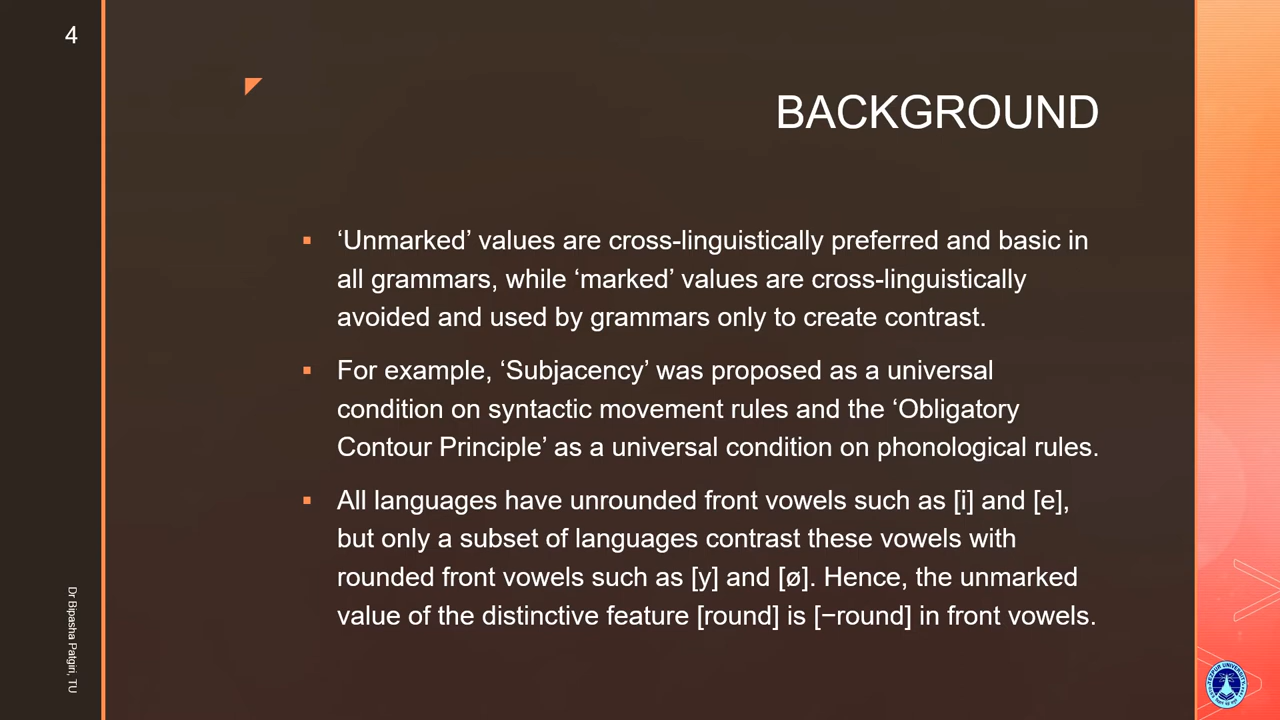 4
BACKGROUND
▪ ‘Unmarked’ values are cross-linguistically preferred and basic in
all grammars, while ‘marked’ values are cross-linguistically
avoided and used by grammars only to create contrast.
▪ For example, ‘Subjacency’ was proposed as a universal
condition on syntactic movement rules and the ‘Obligatory
Contour Principle’ as a universal condition on phonological rules.
▪ All languages have unrounded front vowels such as [i] and [e],
but only a subset of languages contrast these vowels with
rounded front vowels such as [y] and [ø]. Hence, the unmarked
value of the distinctive feature [round] is [−round] in front vowels.
Dr Bipasha Patgiri, TU